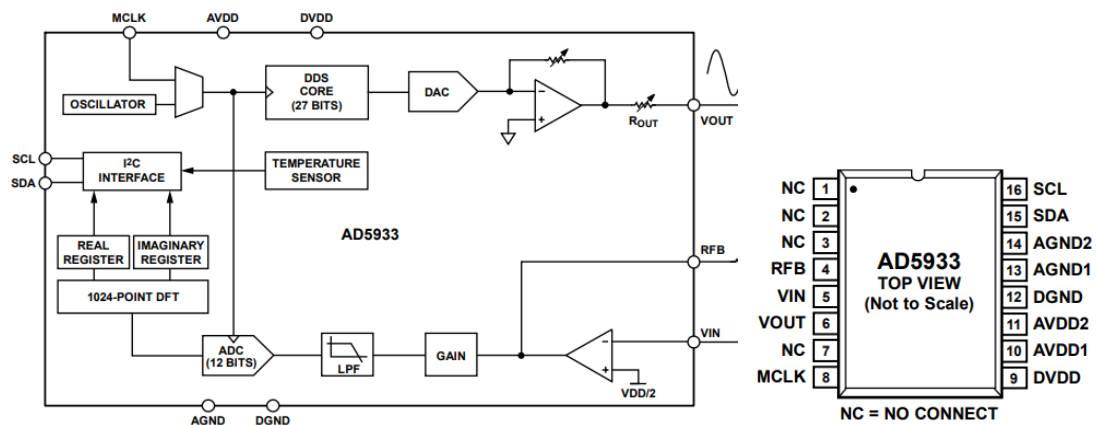 MCLK
AVDD
DVDD
OSCILLATOR
DDS
CORE
(27 BITS)
DAC
ROUT
VOUT
SCL
SDA
I2C
INTERFACE
TEMPERATURE
SENSOR
REAL
REGISTER
IMAGINARY
REGISTER
AD5933
1024-POINT DFT
RFB
ADC
(12 BITS)
LPF
GAIN
VIN
VDD/2
AGND
DGND
NC 1
NC 2
NC 3
RFB 4
VIN 5
VOUT 6
NC 7
MCLK 8
AD5933
TOP VIEW
(Not to Scale)
16 SCL
15 SDA
14 AGND2
13 AGND1
12 DGND
11 AVDD2
10 AVDD1
9 DVDD
NC = NO CONNECT